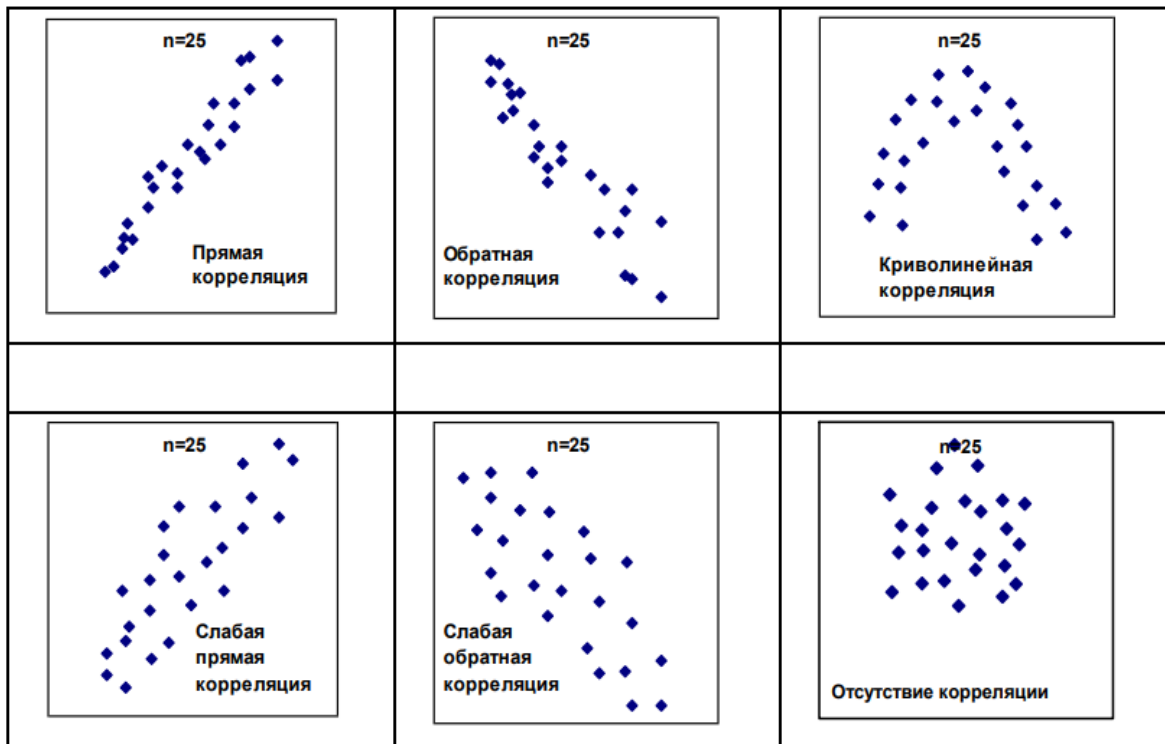 n=25
Прямая
корреляция
n=25
Обратная
корреляция
n=25
Криволинейная
корреляция
n=25
Слабая
прямая
корреляция
n=25
Слабая
обратная
корреляция
n=25
Отсутствие корреляции